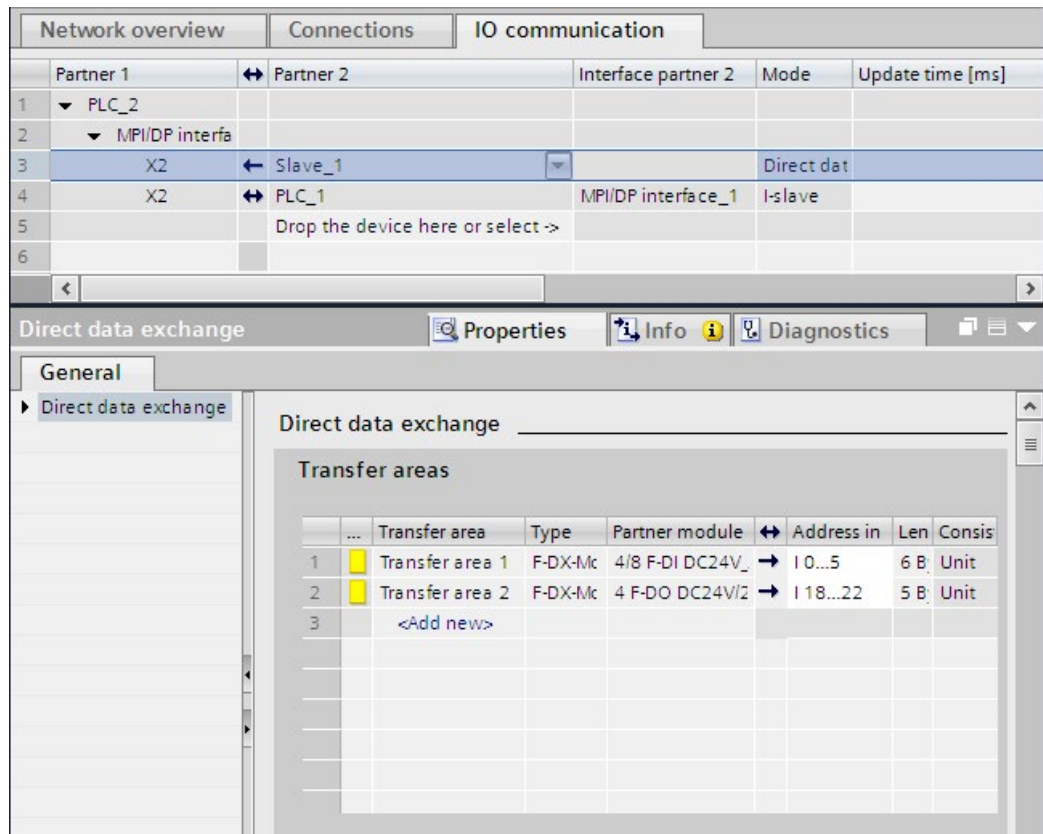 Network overview Connections IO communication
Partner 1 Partner 2 Interface partner 2 Mode Update time [ms]
1 PLC_2
2 MPI/DP interfa
3 X2 Slave_1 Direct dat
4 X2 PLC_1 MPI/DP interface_1 I-slave
5 Drop the device here or select ->
6
Direct data exchange Properties Info Diagnostics
General
Direct data exchange
Direct data exchange
Transfer areas
... Transfer area Type Partner module Address in Len Consis
1 Transfer area 1 F-DX-Mc 4/8 F-DI DC24V_ I 0...5 6 B Unit
2 Transfer area 2 F-DX-Mc 4 F-DO DC24V/2 I 18...22 5 B Unit
3 <Add new>